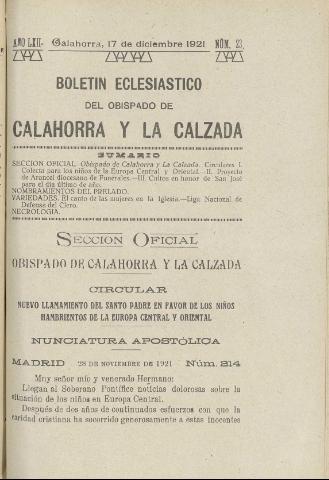 AÑO LXII- Calahorra, 17 de diciembre 1921 NÚM. 23.
BOLETIN ECLESIASTICO
DEL OBISPADO DE
CALAHORRA Y LA CALZADA
SUMARIO
SECCION OFICIAL. Obispado de Calahorra y La Calzada. Circulares I.
Colecta para los niños de la Europa Central y Oriental.—II. Proyecto
de Arancel diocesano de Funerales.—III. Cultos en honor de San José
para el día último de año.
NOMBRAMIENTOS DEL PRELADO.
VARIEDADES. El canto de las mujeres en la Iglesia.—Liga Nacional de
Defensa del Clero.
NECROLOGIA.
SECCION OFICIAL
OBISPADO DE CALAHORRA Y LA CALZADA
CIRCULAR
NUEVO LLAMAMIENTO DEL SANTO PADRE EN FAVOR DE LOS NIÑOS
HAMBRIENTOS DE LA EUROPA CENTRAL Y ORIENTAL
NUNCIATURA APOSTÓLICA
MADRID 28 DE NOVIEMBRE DE 1921 Núm. 814
Muy señor mío y venerado Hermano:
Llegan al Soberano Pontífice noticias dolorosas sobre la
situación de los niños en Europa Central.
Después de dos años de continuados esfuerzos con que la
caridad cristiana ha socorrido generosamente a estas inocentes